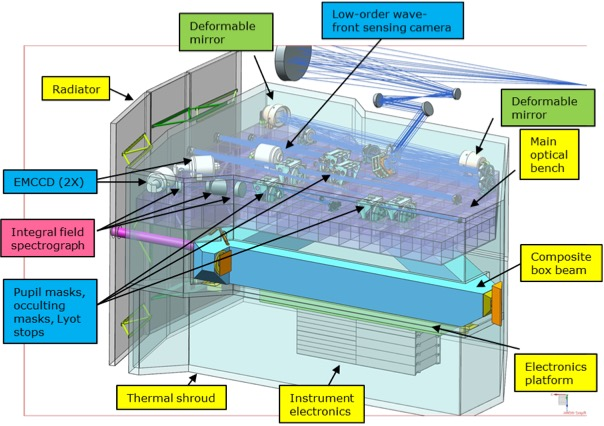 Low-order wave-
front sensing camera
Deformable
mirror
Radiator
Deformable
mirror
Main
optical
bench
EMCCD (2X)
Integral field
spectrograph
Composite
box beam
Pupil masks,
occulting
masks, Lyot
stops
Electronics
platform
Thermal shroud
Instrument
electronics